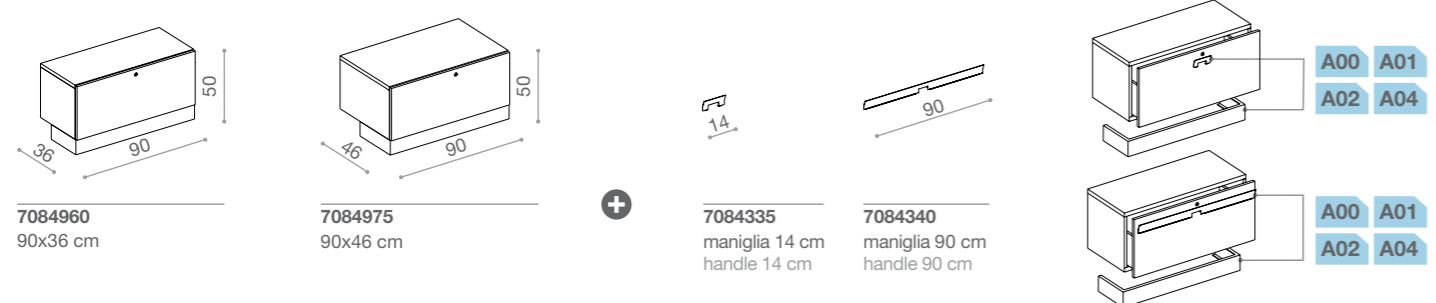 50
36
90
7084960
90x36 cm
50
46
90
7084975
90x46 cm
+
14
7084335
maniglia 14 cm
handle 14 cm
90
7084340
maniglia 90 cm
handle 90 cm
A00 A01
A02 A04
A00 A01
A02 A04